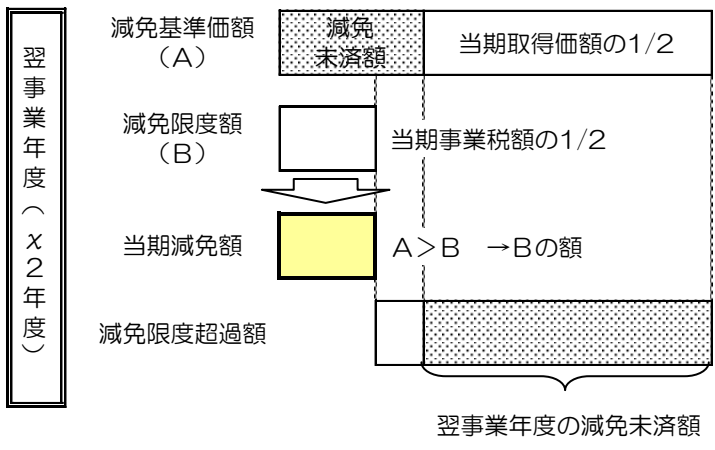 翌事業年度（χ２年度）
減免基準価額
（A）
減免
未済額
当期取得価額の1/2
減免限度額
（B）
当期事業税額の1/2
当期減免額
A＞B　→Bの額
減免限度超過額
翌事業年度の減免未済額